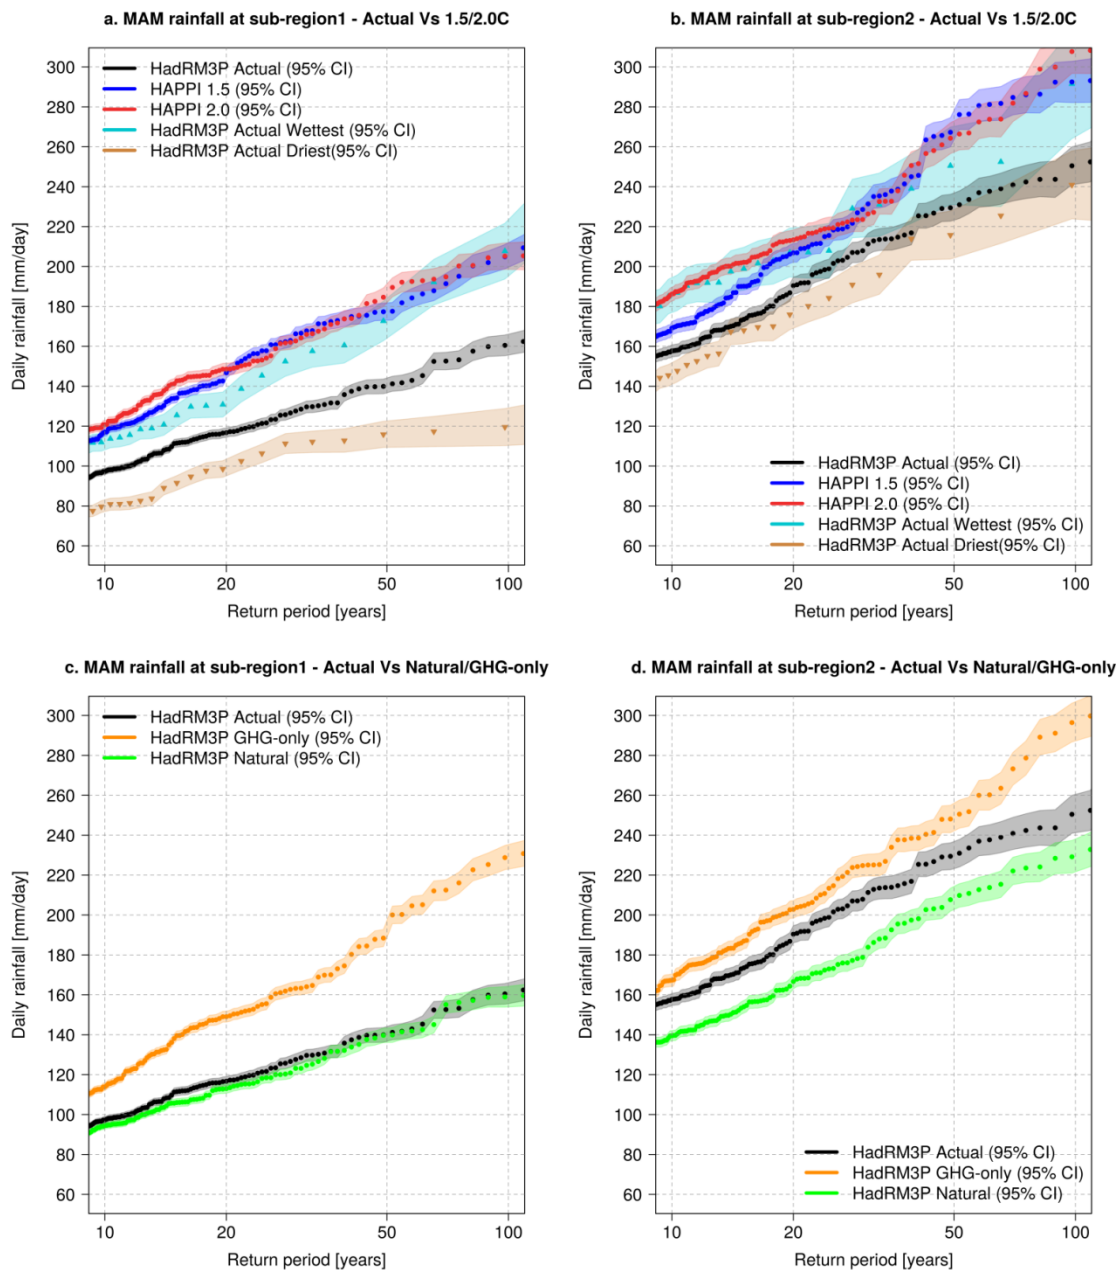 a. MAM rainfall at sub-region1 - Actual Vs 1.5/2.0C
300
280
260
240
220
200
180
160
140
120
100
80
60
Daily rainfall [mm/day]
HadRM3P Actual (95% CI)
HAPPI 1.5 (95% CI)
HAPPI 2.0 (95% CI)
HadRM3P Actual Wettest (95% CI)
HadRM3P Actual Driest(95% CI)
10 20 50 100
Return period [years]
b. MAM rainfall at sub-region2 - Actual Vs 1.5/2.0C
300
280
260
240
220
200
180
160
140
120
100
80
60
Daily rainfall [mm/day]
HadRM3P Actual (95% CI)
HAPPI 1.5 (95% CI)
HAPPI 2.0 (95% CI)
HadRM3P Actual Wettest (95% CI)
HadRM3P Actual Driest(95% CI)
10 20 50 100
Return period [years]
c. MAM rainfall at sub-region1 - Actual Vs Natural/GHG-only
300
280
260
240
220
200
180
160
140
120
100
80
60
Daily rainfall [mm/day]
HadRM3P Actual (95% CI)
HadRM3P GHG-only (95% CI)
HadRM3P Natural (95% CI)
10 20 50 100
Return period [years]
d. MAM rainfall at sub-region2 - Actual Vs Natural/GHG-only
300
280
260
240
220
200
180
160
140
120
100
80
60
Daily rainfall [mm/day]
HadRM3P Actual (95% CI)
HadRM3P GHG-only (95% CI)
HadRM3P Natural (95% CI)
10 20 50 100
Return period [years]